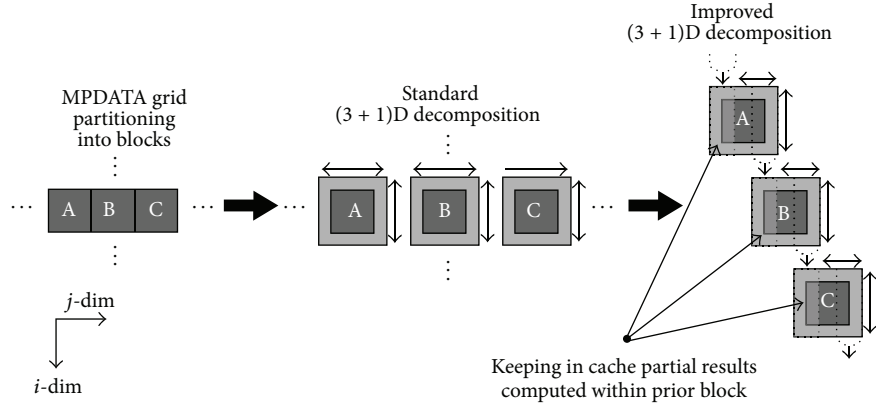 MPDATA grid
partitioning
into blocks
A B C
j-dim
i-dim
Standard
(3 + 1)D decomposition
A
B
C
Improved
(3 + 1)D decomposition
A
B
C
Keeping in cache partial results
computed within prior block